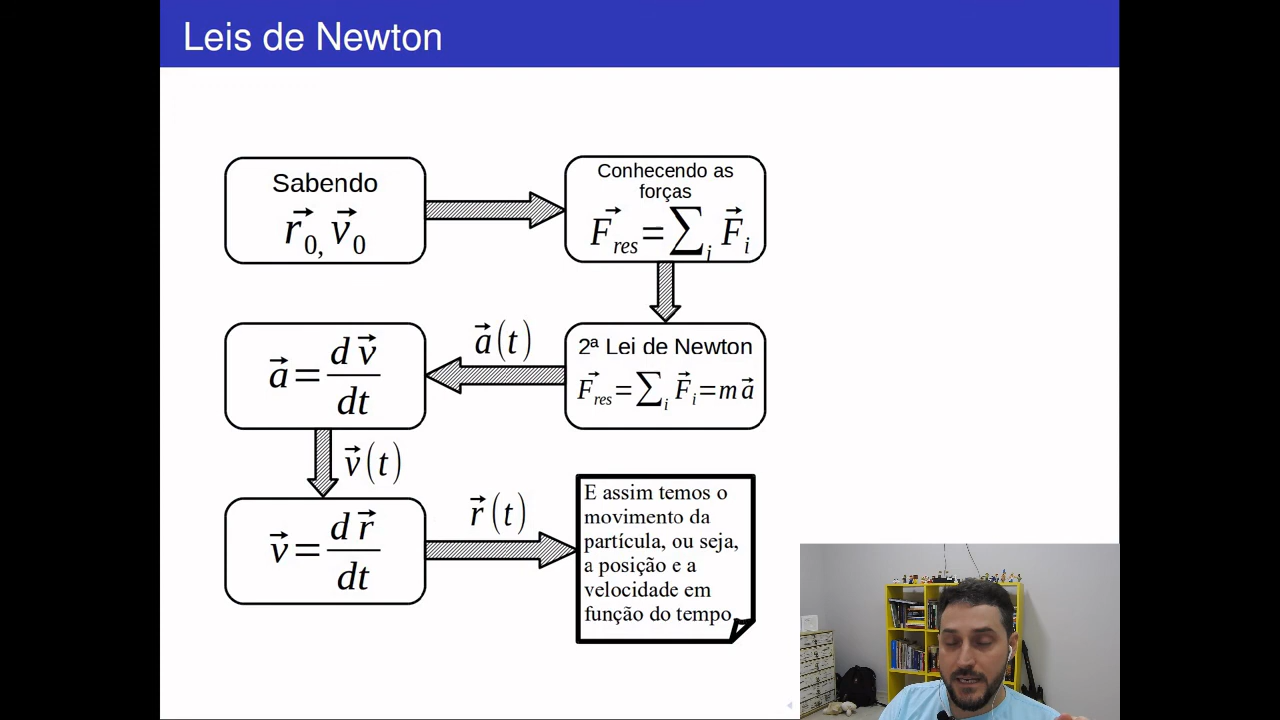 Leis de Newton
Sabendo
r⃗₀, v⃗₀
Conhecendo as
forças
F⃗res = ∑i F⃗i
2ª Lei de Newton
F⃗res = ∑i F⃗i = m a⃗
a⃗(t)
a⃗ = dv⃗/dt
v⃗(t)
v⃗ = dr⃗/dt
r⃗(t)
E assim temos o
movimento da
partícula, ou seja,
a posição e a
velocidade em
função do tempo.